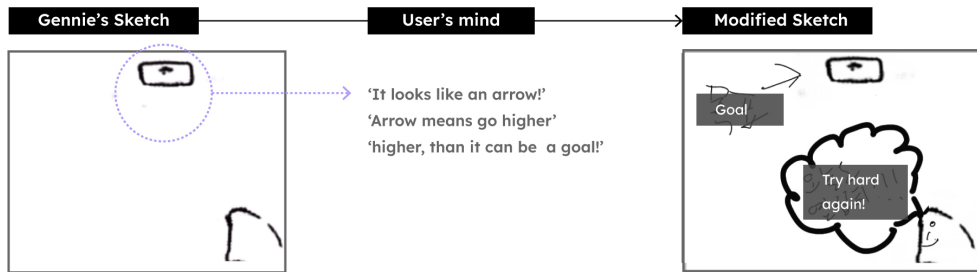 Gennie's Sketch
User's mind
Modified Sketch
'It looks like an arrow!'
'Arrow means go higher'
'higher, than it can be a goal!'
Goal
Try hard
again!